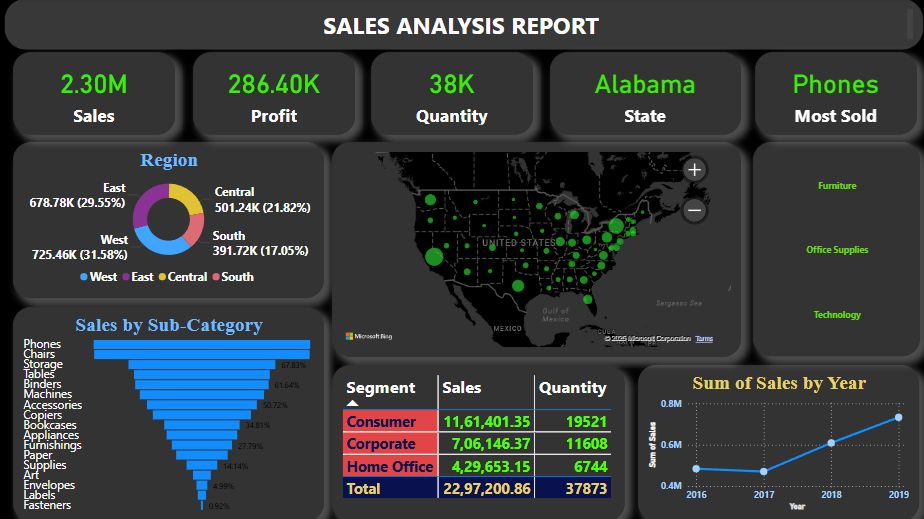 SALES ANALYSIS REPORT
2.30M
Sales
286.40K
Profit
38K
Quantity
Alabama
State
Phones
Most Sold
Region
East
678.78K (29.55%)
Central
501.24K (21.82%)
West
725.46K (31.58%)
South
391.72K (17.05%)
West East Central South
UNITED STATES
Gulf of
Mexico
MEXICO
CUBA
Sargasso Sea
Microsoft Bing
© 2025 Microsoft Corporation Terms
Furniture
Office Supplies
Technology
Sales by Sub-Category
Phones
Chairs
Storage 67.83%
Tables
Binders 61.64%
Machines
Accessories 50.72%
Copiers
Bookcases 34.81%
Appliances
Furnishings 27.79%
Paper
Supplies 14.14%
Art
Envelopes 4.99%
Labels
Fasteners 0.92%
Segment Sales Quantity
Consumer 11,61,401.35 19521
Corporate 7,06,146.37 11608
Home Office 4,29,653.15 6744
Total 22,97,200.86 37873
Sum of Sales by Year
Sum of Sales
0.8M
0.6M
0.4M
2016 2017 2018 2019
Year